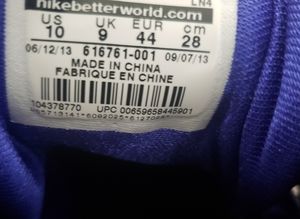 nikebetterworld.com LN4
US UK EUR cm
10 9 44 28
06/12/13 616761-001 09/07/13
MADE IN CHINA
FABRIQUE EN CHINE
104378770 UPC 00659658445901